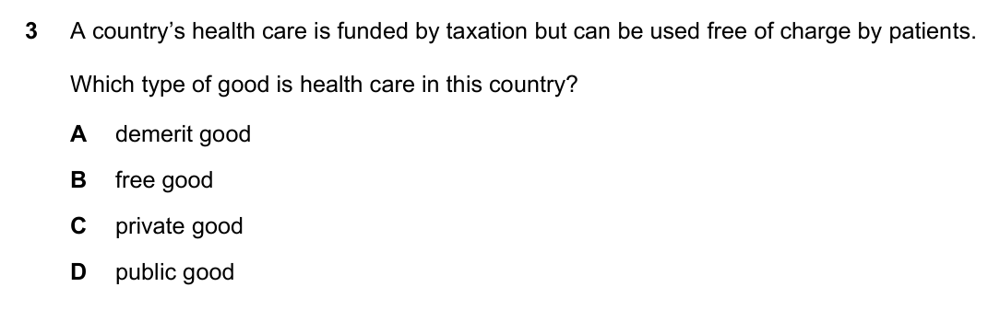 3 A country's health care is funded by taxation but can be used free of charge by patients.
Which type of good is health care in this country?
A demerit good
B free good
C private good
D public good